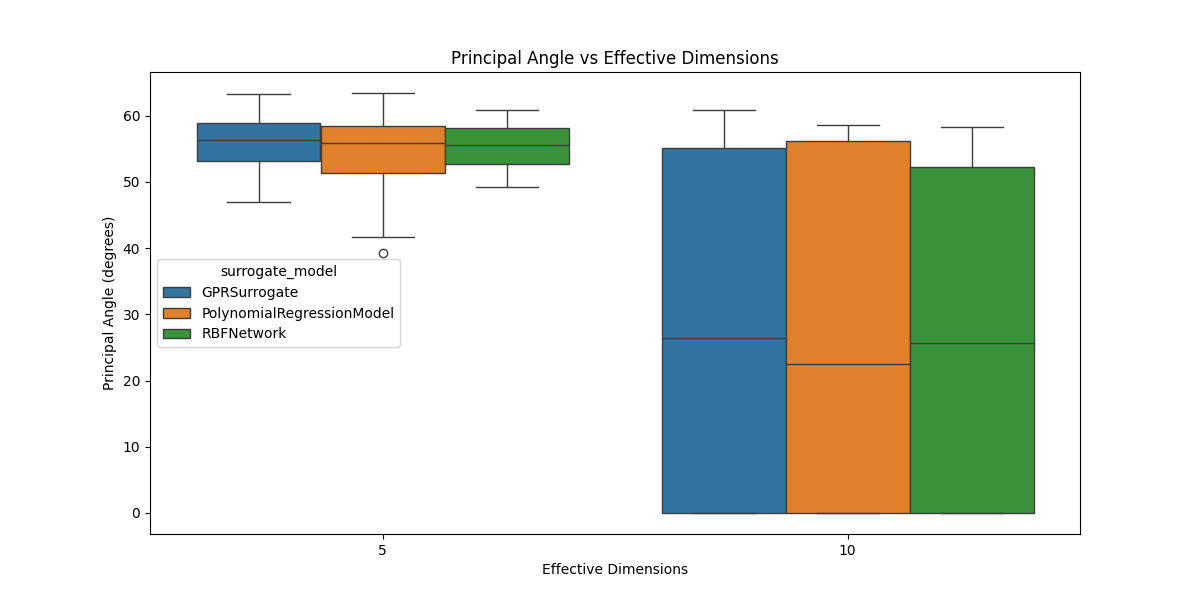 Principal Angle vs Effective Dimensions
Principal Angle (degrees)
60
50
40
30
20
10
0
surrogate_model
GPRSurrogate
PolynomialRegressionModel
RBFNetwork
5
10
Effective Dimensions